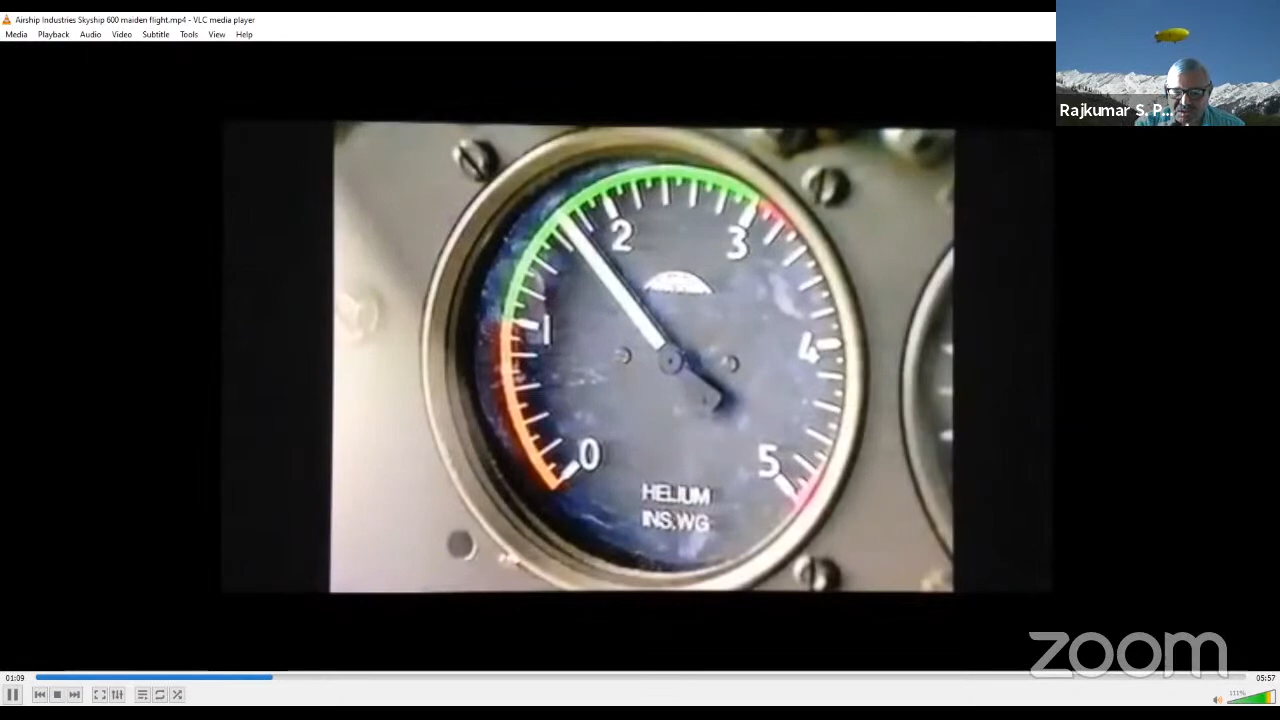 Airship Industries Skyship 600 maiden flight.mp4 - VLC media player
Media Playback Audio Video Subtitle Tools View Help
Rajkumar S. P...
2
3
1
4
0
5
HELIUM
INS.WG
zoom
01:09
05:57
111%